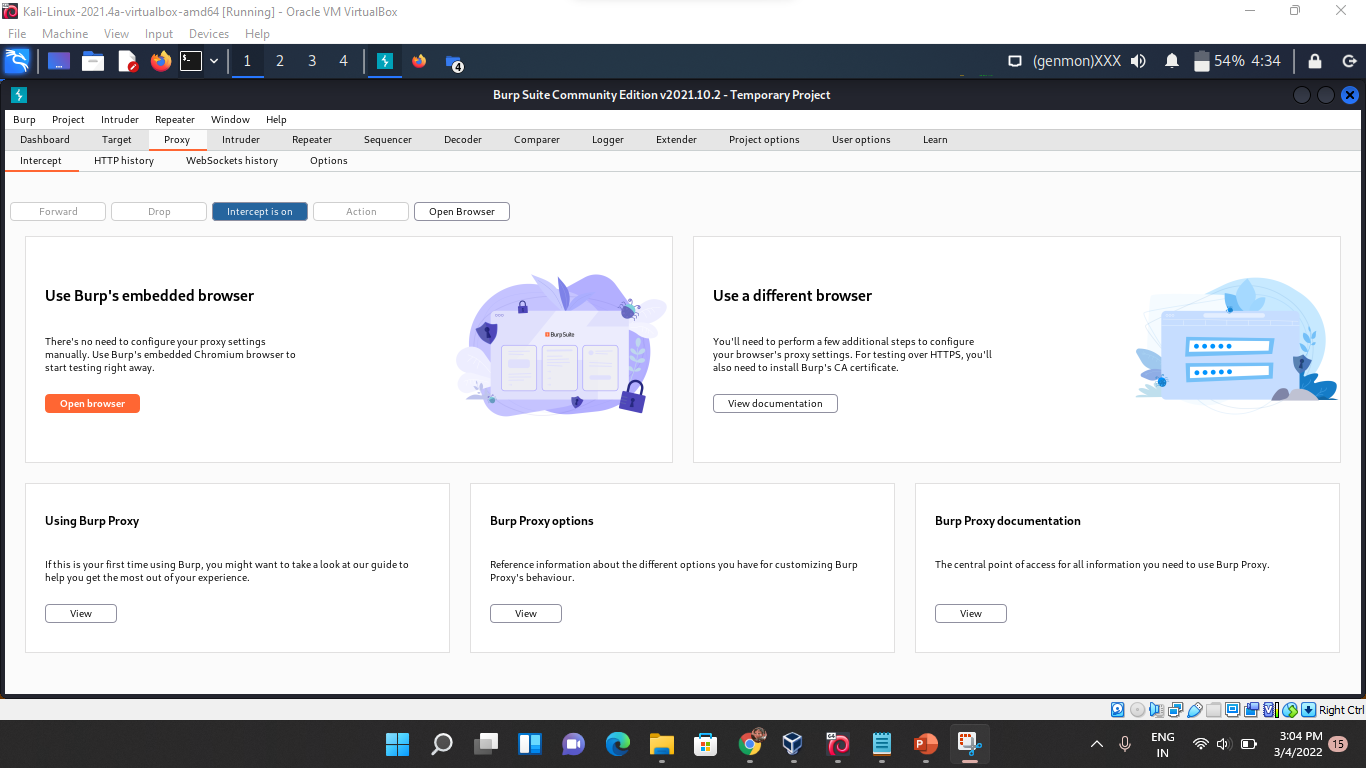 Kali-Linux-2021.4a-virtualbox-amd64 [Running] - Oracle VM VirtualBox
File Machine View Input Devices Help
1 2 3 4 4 (genmon)XXX 54% 4:34
Burp Suite Community Edition v2021.10.2 - Temporary Project
Burp Project Intruder Repeater Window Help
Dashboard Target Proxy Intruder Repeater Sequencer Decoder Comparer Logger Extender Project options User options Learn
Intercept HTTP history WebSockets history Options
Forward Drop Intercept is on Action Open Browser
Use Burp's embedded browser
There's no need to configure your proxy settings
manually. Use Burp's embedded Chromium browser to
start testing right away.
Open browser
Burp Suite
Use a different browser
You'll need to perform a few additional steps to configure
your browser's proxy settings. For testing over HTTPS, you'll
also need to install Burp's CA certificate.
View documentation
Using Burp Proxy
If this is your first time using Burp, you might want to take a look at our guide to
help you get the most out of your experience.
View
Burp Proxy options
Reference information about the different options you have for customizing Burp
Proxy's behaviour.
View
Burp Proxy documentation
The central point of access for all information you need to use Burp Proxy.
View
Right Ctrl
64
P
ENG
IN
3:04 PM
3/4/2022
15